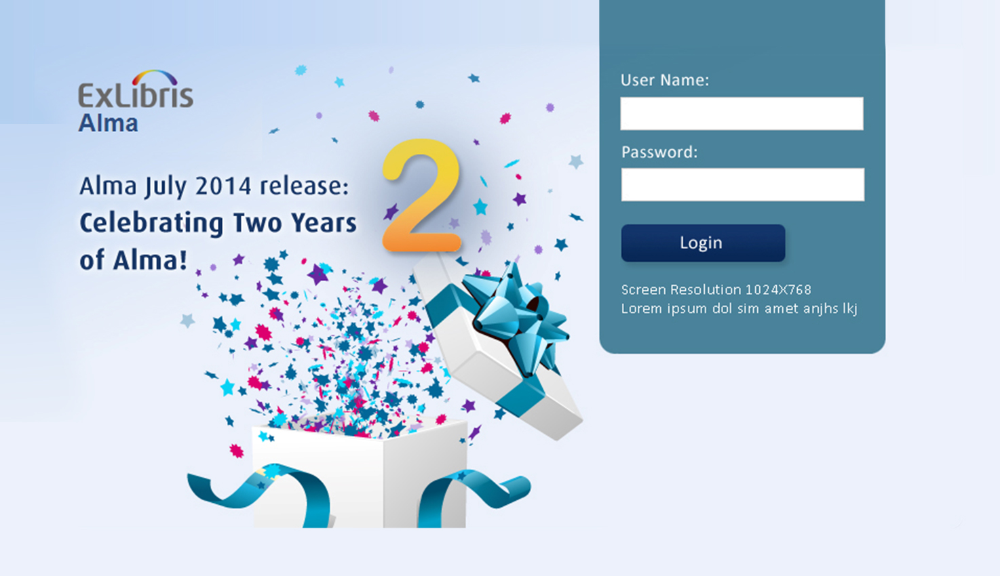 ExLibris
Alma
Alma July 2014 release:
Celebrating Two Years
of Alma!
2
User Name:
Password:
Login
Screen Resolution 1024X768
Lorem ipsum dol sim amet anjhs lkj